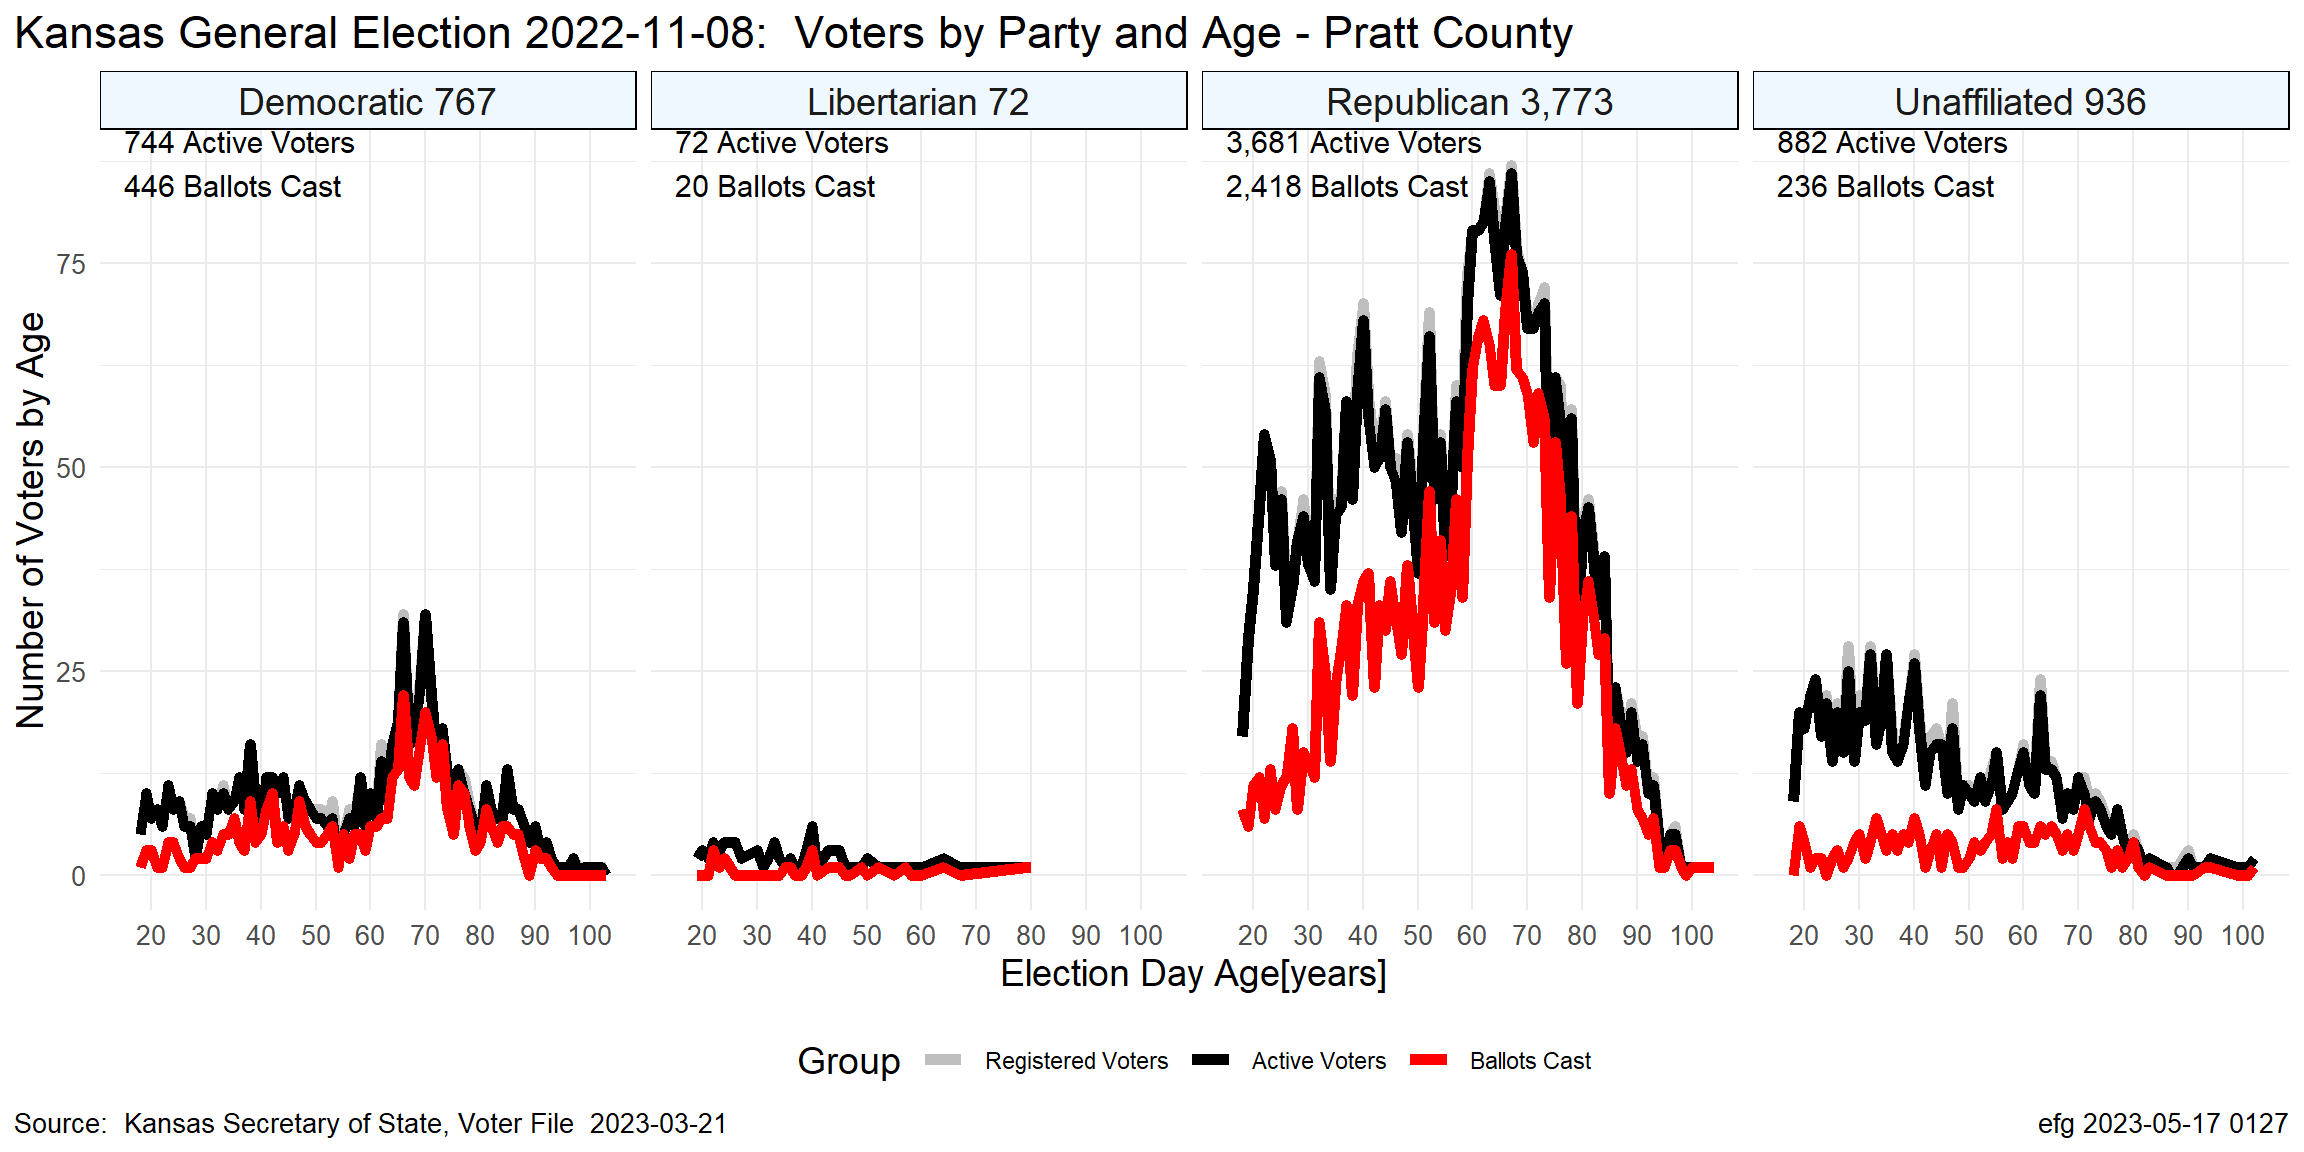 Kansas General Election 2022-11-08:  Voters by Party and Age - Pratt County
Democratic 767
Libertarian 72
Republican 3,773
Unaffiliated 936
744 Active Voters
446 Ballots Cast
72 Active Voters
20 Ballots Cast
3,681 Active Voters
2,418 Ballots Cast
882 Active Voters
236 Ballots Cast
Number of Voters by Age
75
50
25
0
20 30 40 50 60 70 80 90 100
20 30 40 50 60 70 80 90 100
20 30 40 50 60 70 80 90 100
20 30 40 50 60 70 80 90 100
Election Day Age[years]
Group Registered Voters Active Voters Ballots Cast
Source:  Kansas Secretary of State, Voter File  2023-03-21
efg 2023-05-17 0127